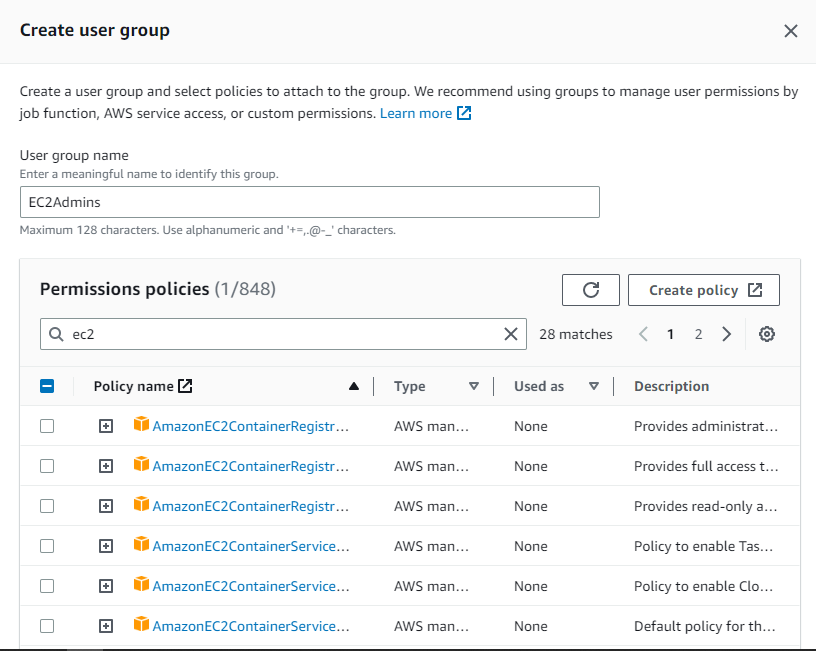 Create user group
Create a user group and select policies to attach to the group. We recommend using groups to manage user permissions by
job function, AWS service access, or custom permissions. Learn more
User group name
Enter a meaningful name to identify this group.
EC2Admins
Maximum 128 characters. Use alphanumeric and '+=,.@-_' characters.
Permissions policies (1/848)
Create policy
ec2
28 matches
1
2
Policy name
Type
Used as
Description
AmazonEC2ContainerRegistr... AWS man... None Provides administrat...
AmazonEC2ContainerRegistr... AWS man... None Provides full access t...
AmazonEC2ContainerRegistr... AWS man... None Provides read-only a...
AmazonEC2ContainerService... AWS man... None Policy to enable Tas...
AmazonEC2ContainerService... AWS man... None Policy to enable Clo...
AmazonEC2ContainerService... AWS man... None Default policy for th...